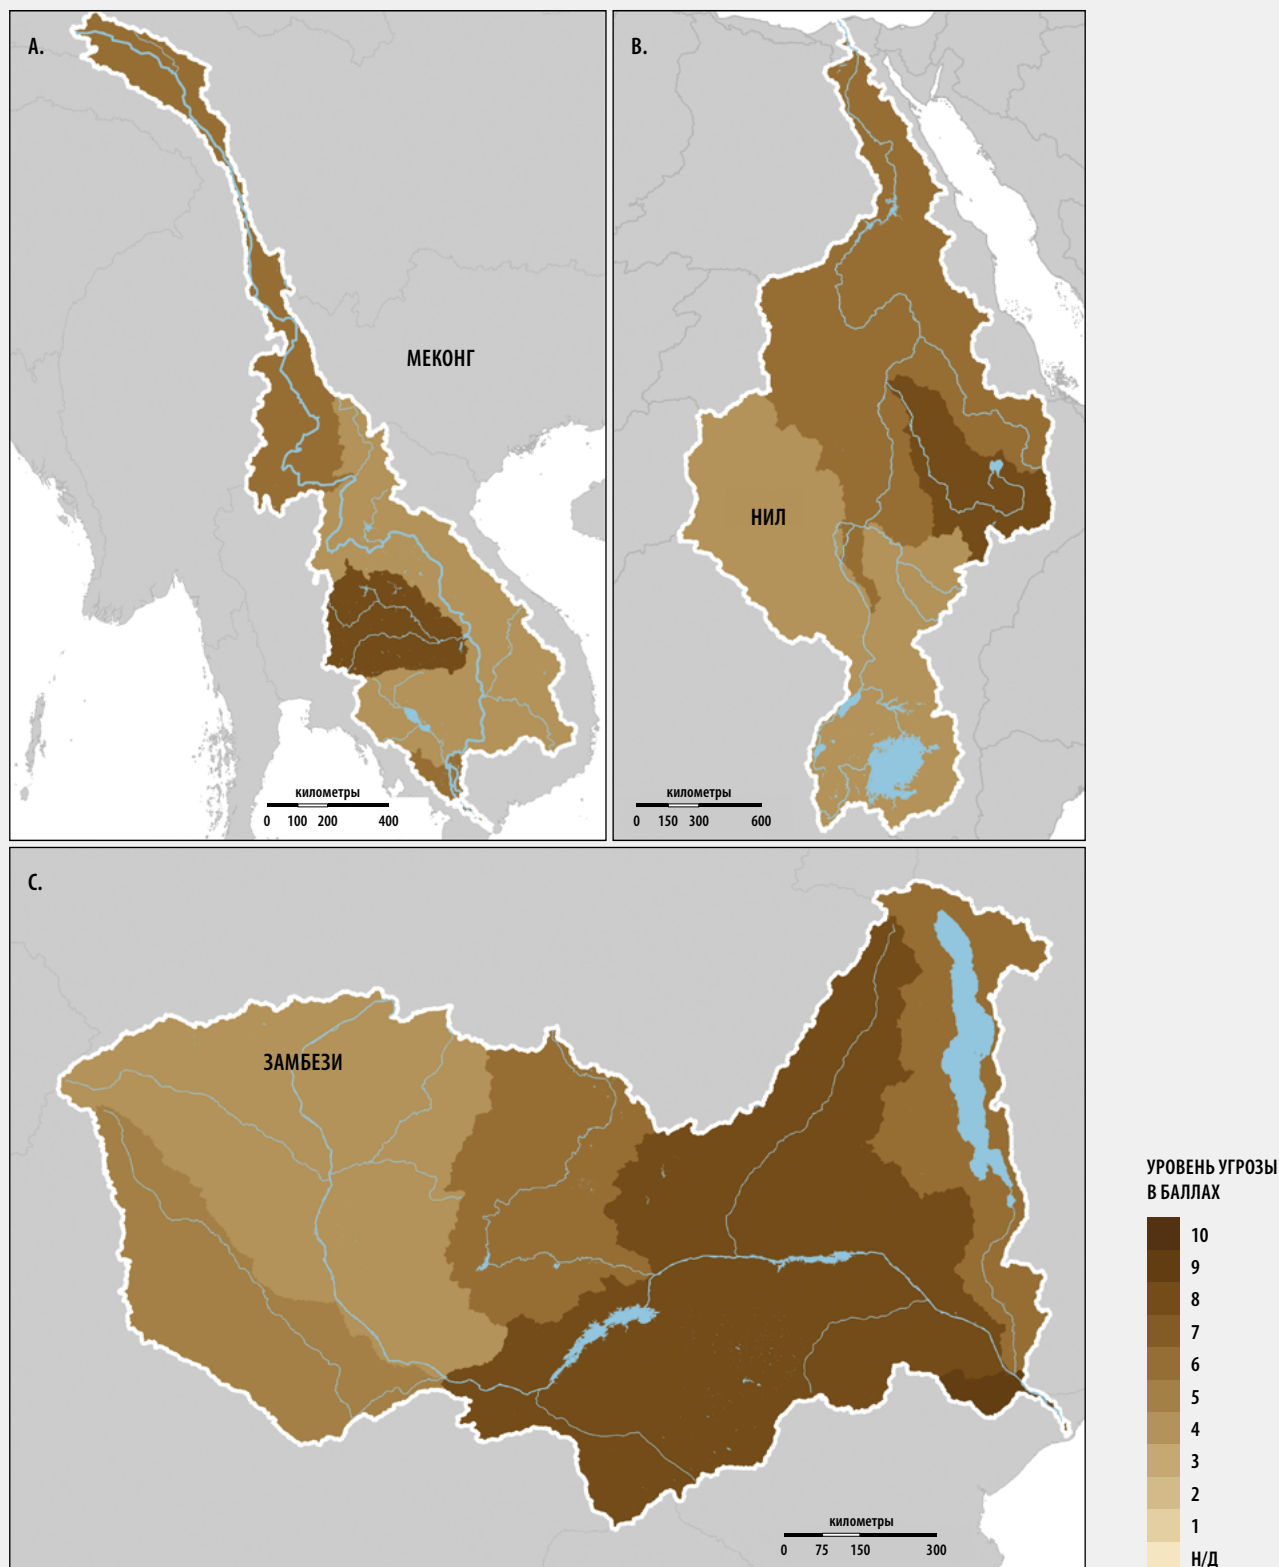 A.
МЕКОНГ
километры
0 100 200 400
B.
НИЛ
километры
0 150 300 600
C.
ЗАМБЕЗИ
километры
0 75 150 300
УРОВЕНЬ УГРОЗЫ
В БАЛЛАХ
10
9
8
7
6
5
4
3
2
1
Н/Д